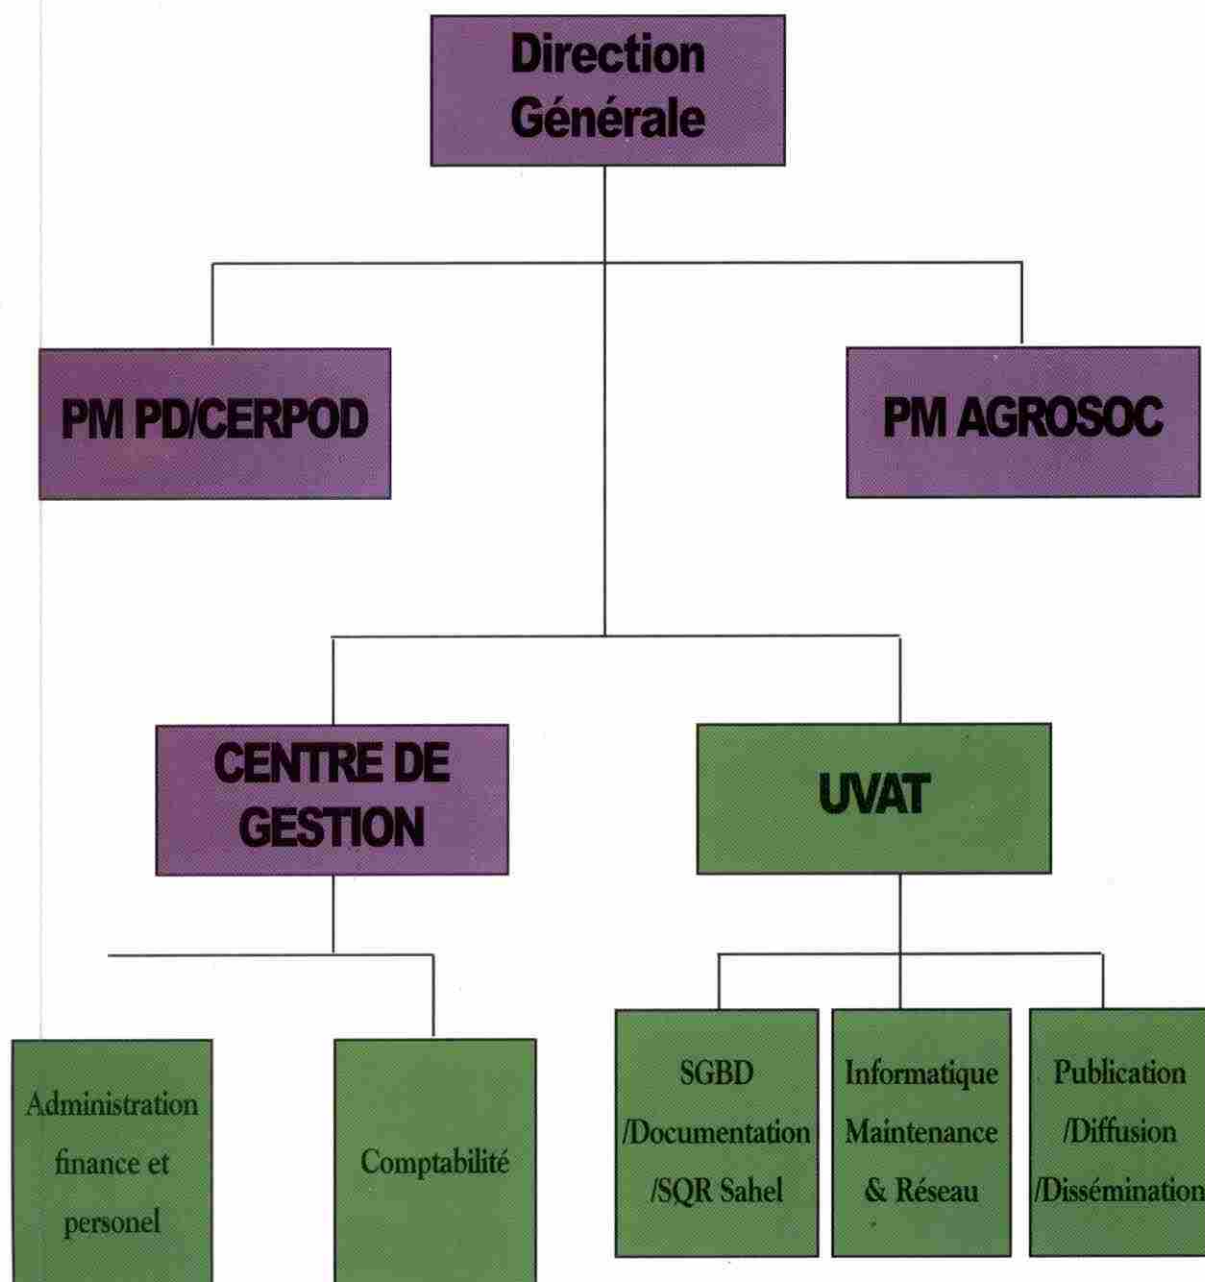 Direction
Générale
PM PD/CERPOD
PM AGROSOC
CENTRE DE
GESTION
UVAT
Administration
finance et
personel
Comptabilité
SGBD
/Documentation
/SQR Sahel
Informatique
Maintenance
& Réseau
Publication
/Diffusion
/Dissémination